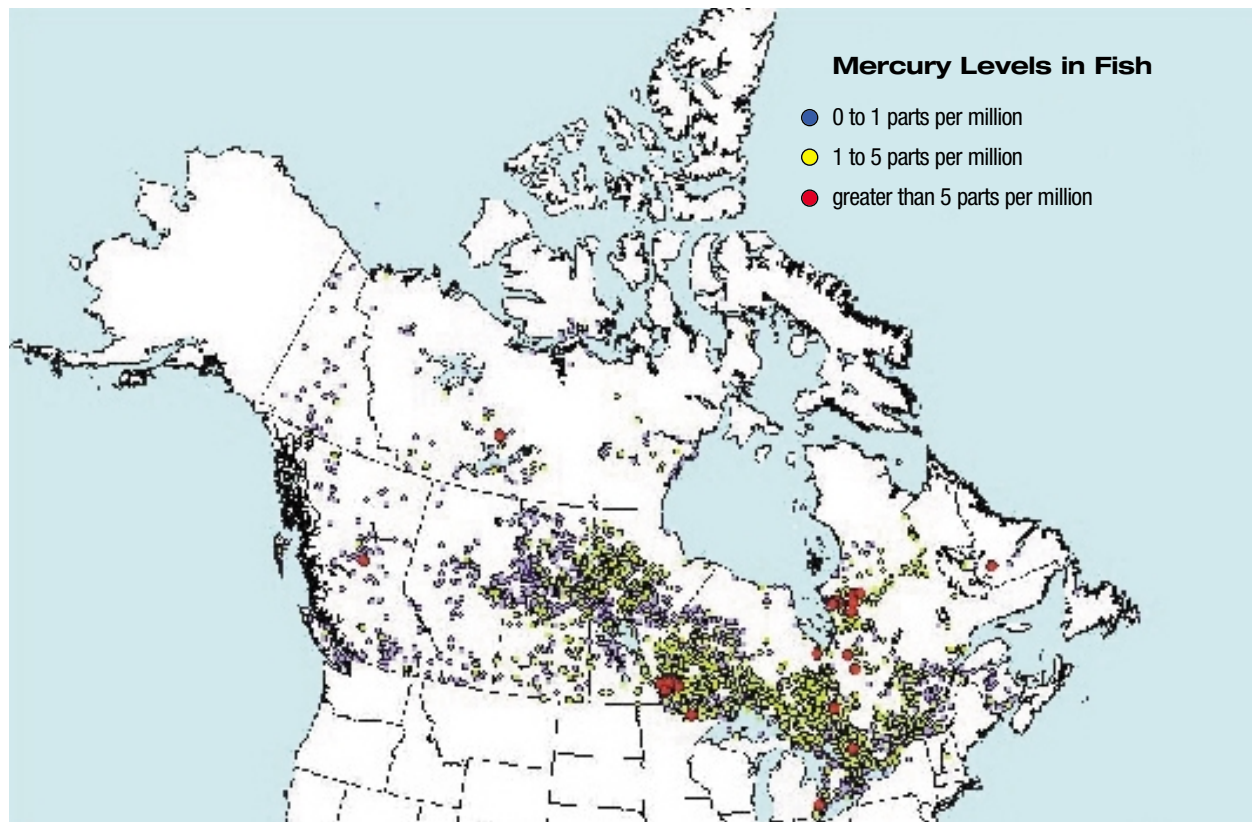 Mercury Levels in Fish
0 to 1 parts per million
1 to 5 parts per million
greater than 5 parts per million